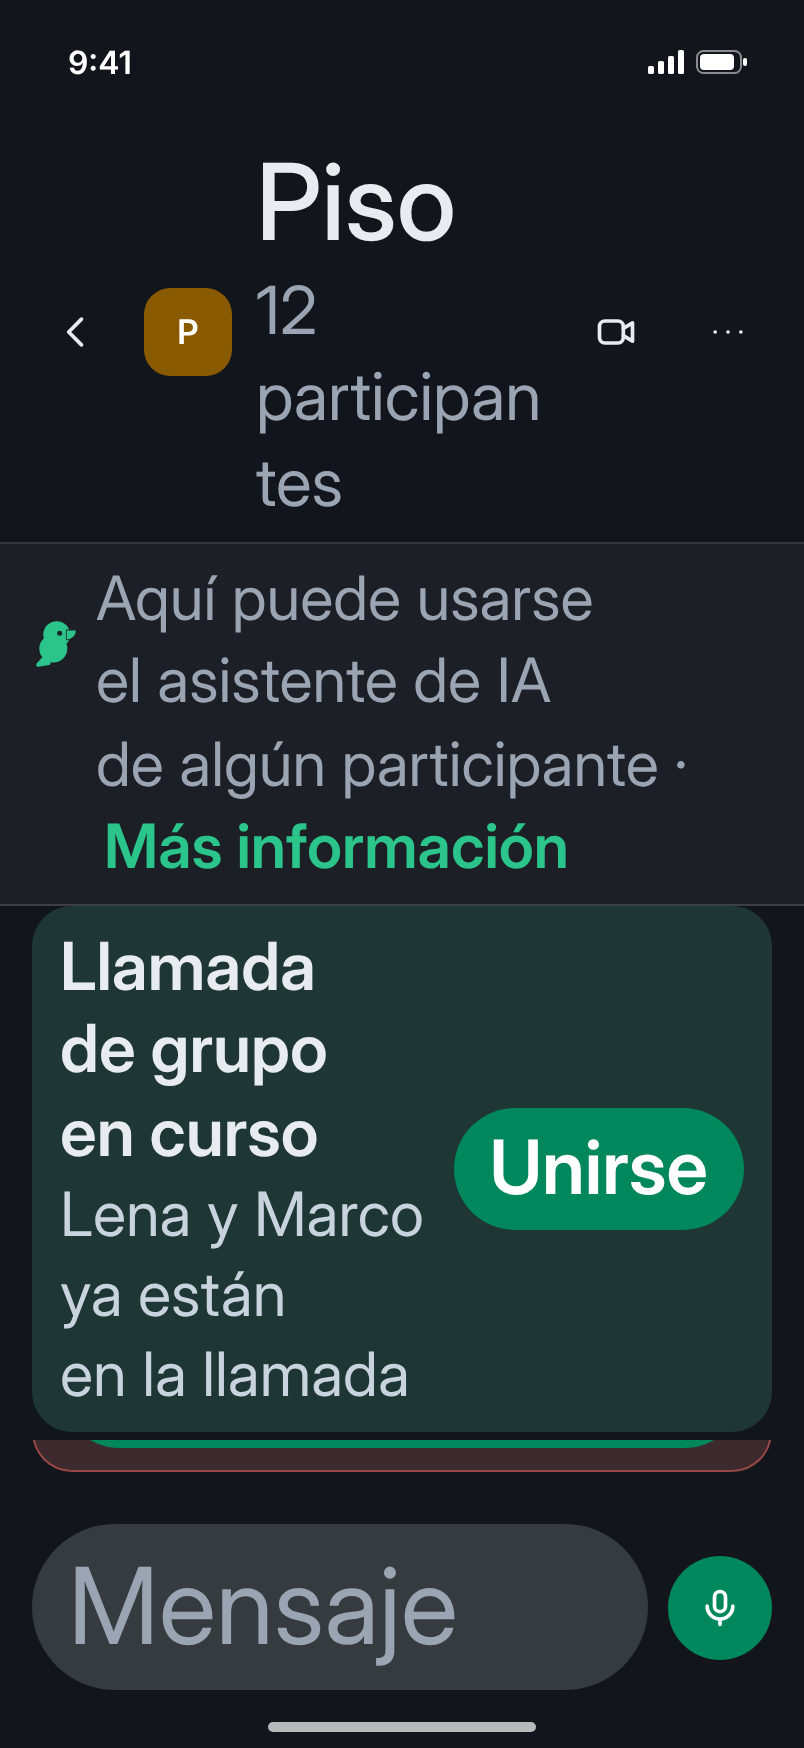 9:41
Piso
P
12
participan
tes
Aquí puede usarse
el asistente de IA
de algún participante ·
Más información
Llamada
de grupo
en curso
Lena y Marco
ya están
en la llamada
Unirse
Mensaje